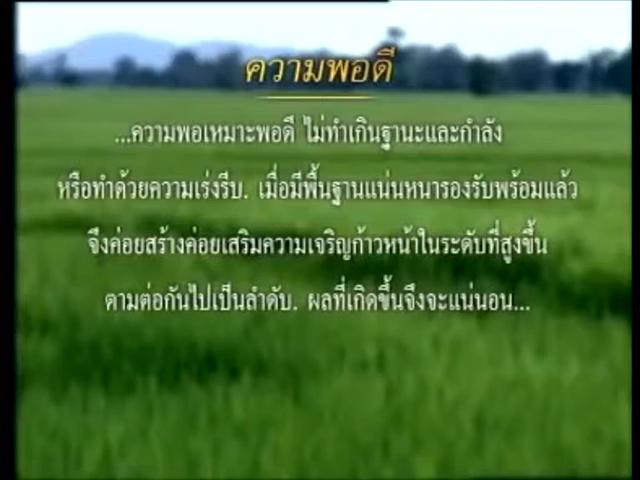 ความพอดี
...ความพอเหมาะพอดี ไม่ทำเกินฐานะและกำลัง
หรือทำด้วยความเร่งรีบ. เมื่อมีพื้นฐานแน่นหนารองรับพร้อมแล้ว
จึงค่อยสร้างค่อยเสริมความเจริญก้าวหน้าในระดับที่สูงขึ้น
ตามต่อกันไปเป็นลำดับ. ผลที่เกิดขึ้นจึงจะแน่นอน...